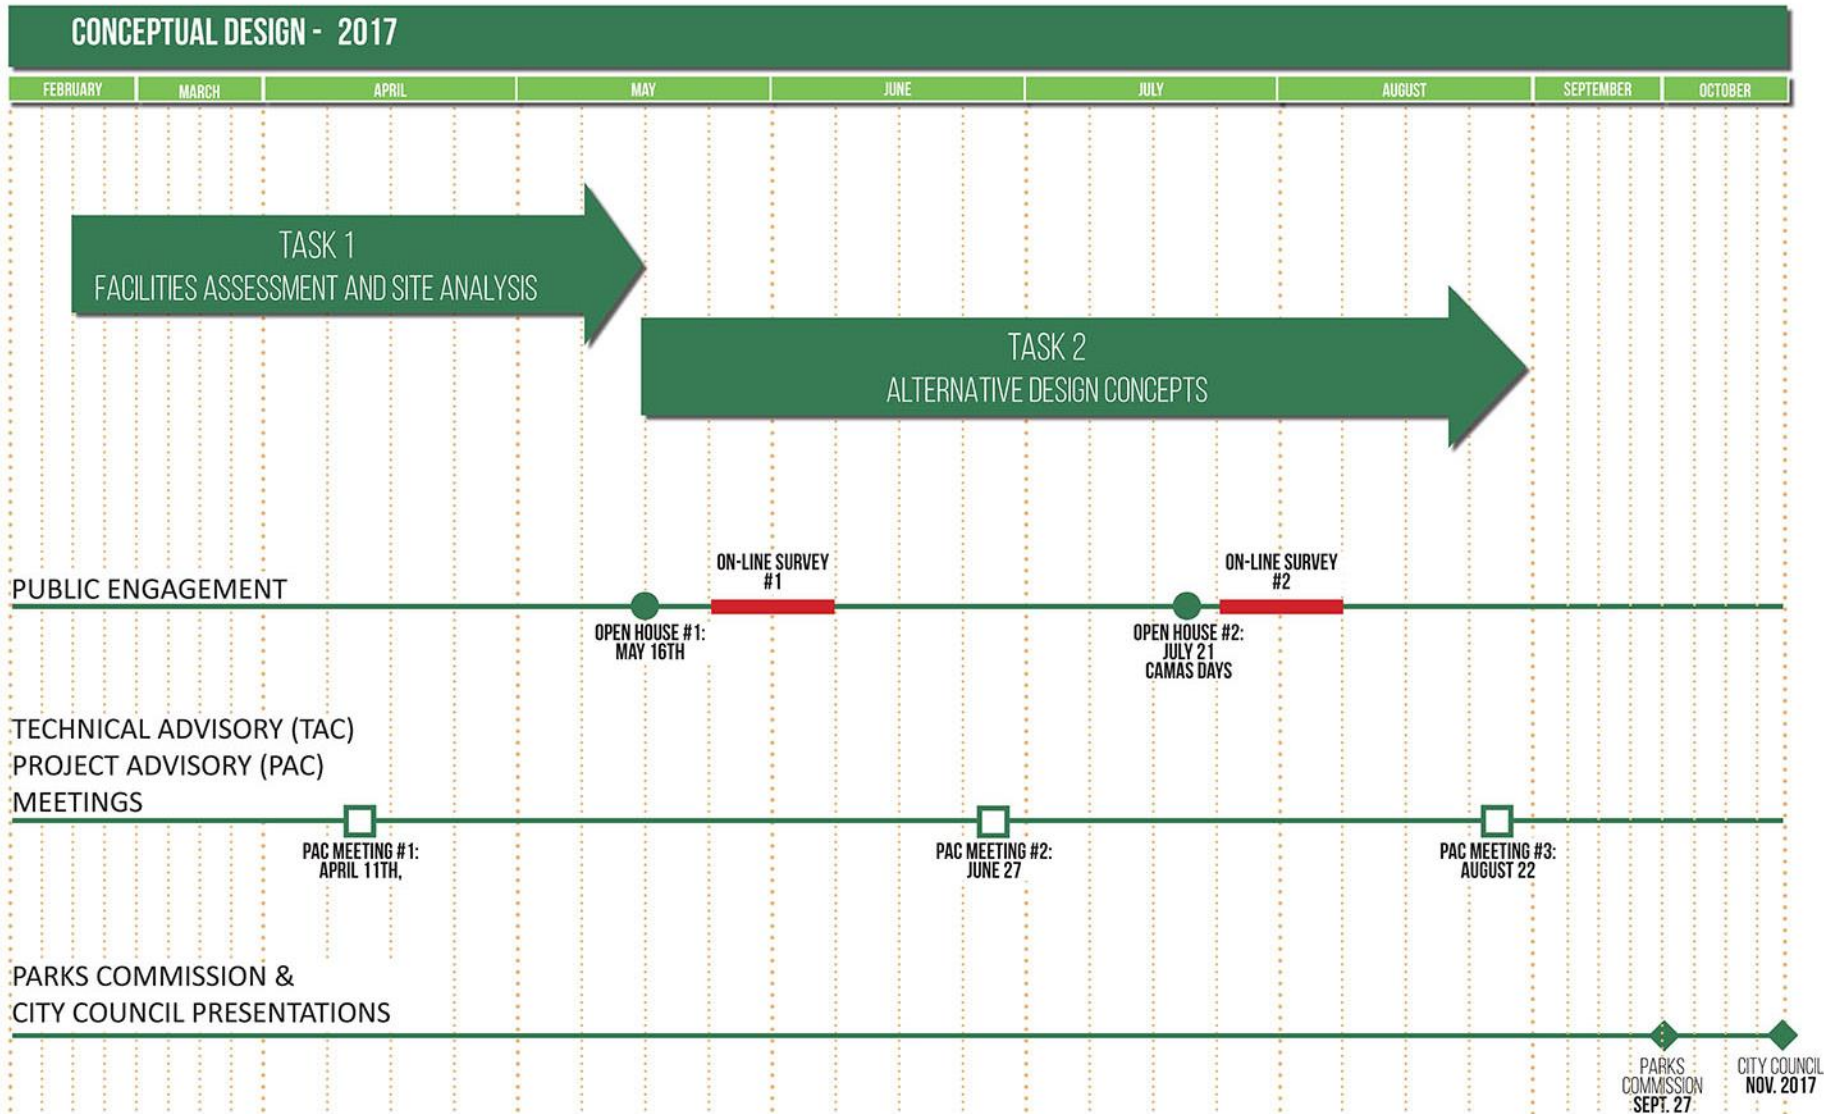 CONCEPTUAL DESIGN - 2017
FEBRUARY
MARCH
APRIL
MAY
JUNE
JULY
AUGUST
SEPTEMBER
OCTOBER
TASK 1
FACILITIES ASSESSMENT AND SITE ANALYSIS
TASK 2
ALTERNATIVE DESIGN CONCEPTS
PUBLIC ENGAGEMENT
ON-LINE SURVEY
#1
ON-LINE SURVEY
#2
OPEN HOUSE #1:
MAY 16TH
OPEN HOUSE #2:
JULY 21
CAMAS DAYS
TECHNICAL ADVISORY (TAC)
PROJECT ADVISORY (PAC)
MEETINGS
PAC MEETING #1:
APRIL 11TH,
PAC MEETING #2:
JUNE 27
PAC MEETING #3:
AUGUST 22
PARKS COMMISSION &
CITY COUNCIL PRESENTATIONS
PARKS
COMMISSION
SEPT. 27
CITY COUNCIL
NOV. 2017